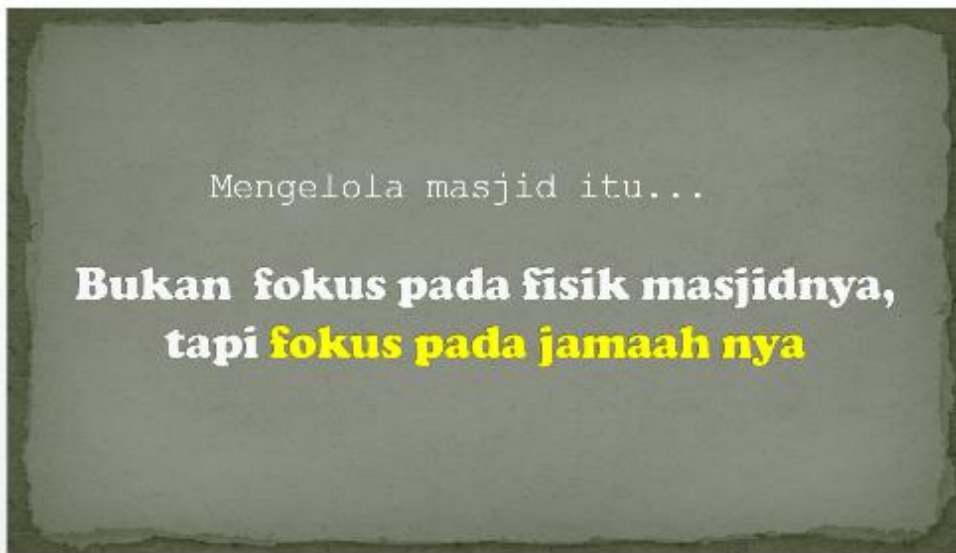 Mengelola masjid itu...
Bukan fokus pada fisik masjidnya,
tapi fokus pada jamaah nya